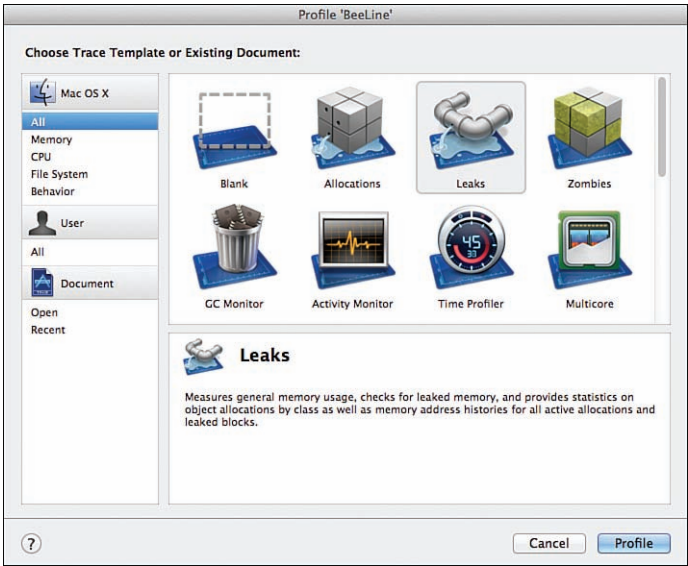 Profile 'BeeLine'
Choose Trace Template or Existing Document:
Mac OS X
All
Memory
CPU
File System
Behavior
User
All
Document
Open
Recent
Blank
Allocations
Leaks
Zombies
GC Monitor
Activity Monitor
Time Profiler
Multicore
45
33
Leaks
Measures general memory usage, checks for leaked memory, and provides statistics on
object allocations by class as well as memory address histories for all active allocations and
leaked blocks.
?
Cancel
Profile